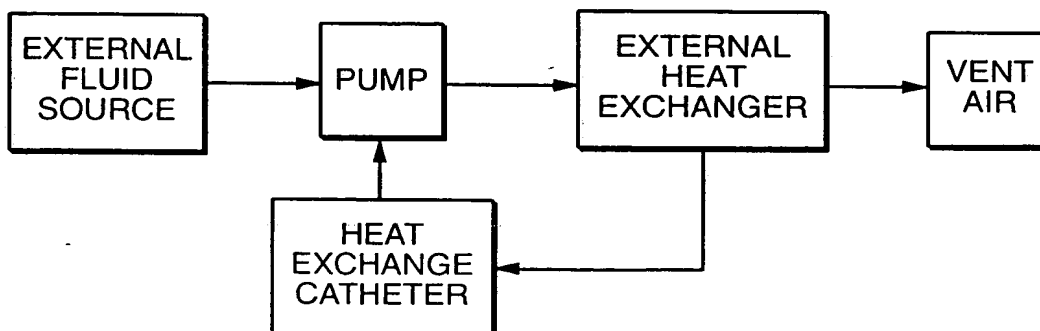 EXTERNAL
FLUID
SOURCE
PUMP
EXTERNAL
HEAT
EXCHANGER
VENT
AIR
HEAT
EXCHANGE
CATHETER